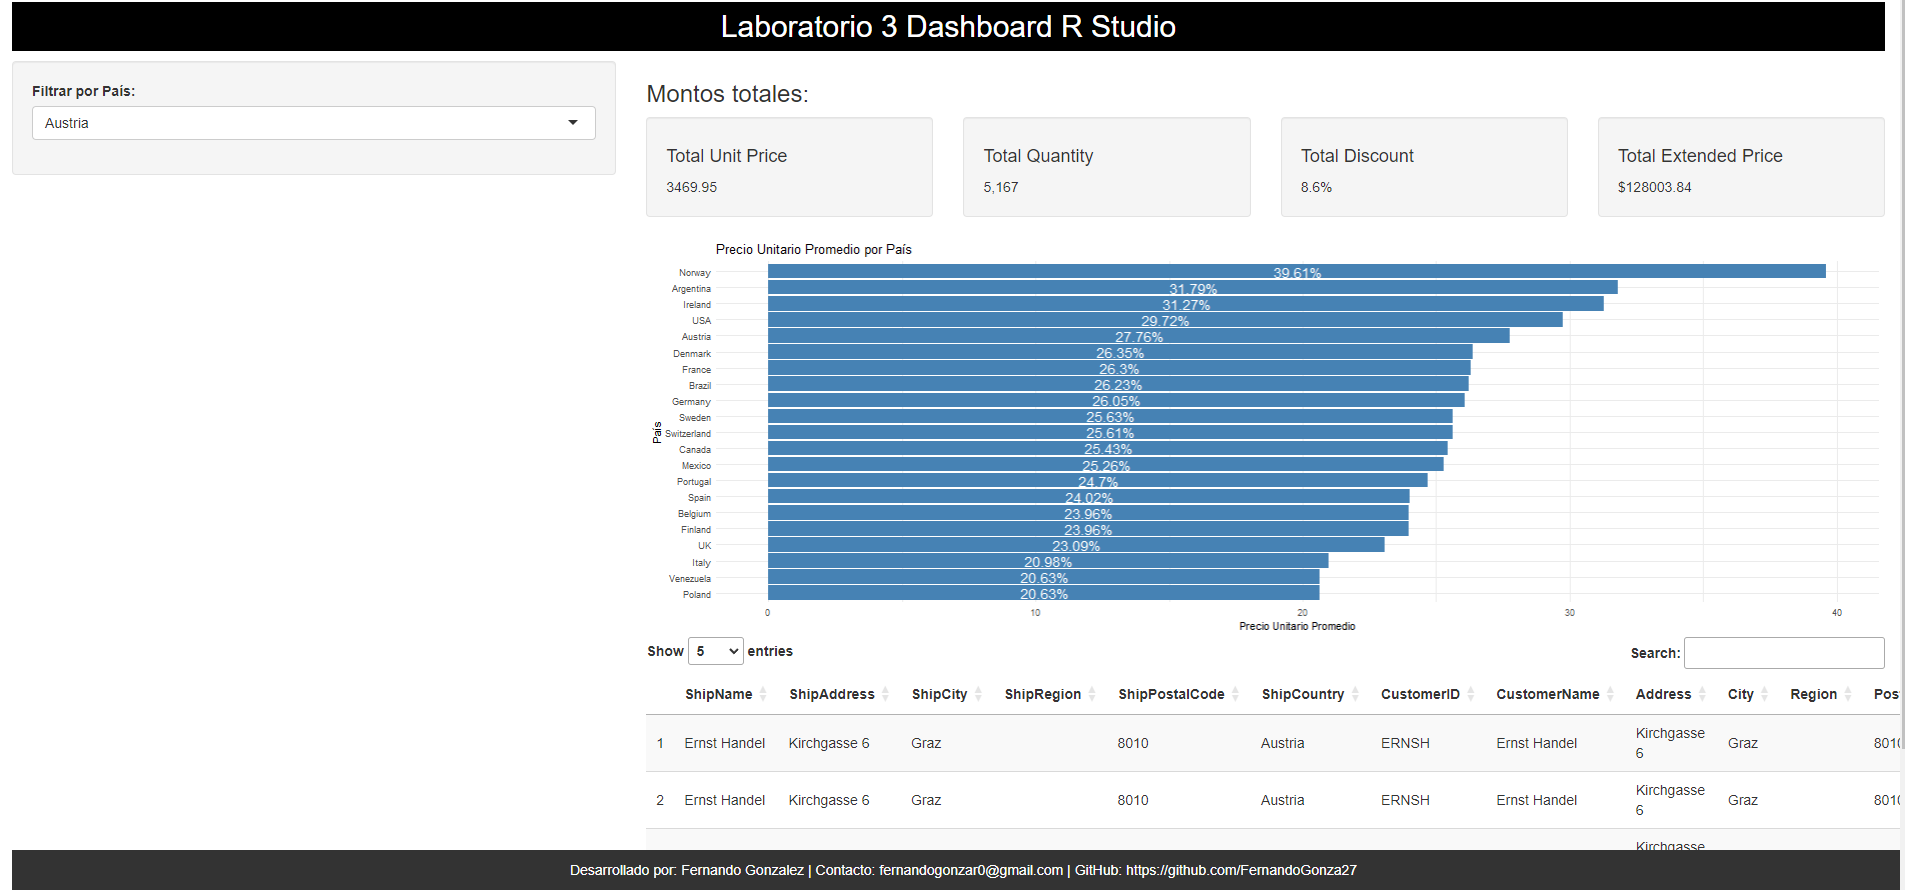 Laboratorio 3 Dashboard R Studio
Filtrar por País:
Austria
Montos totales:
Total Unit Price
3469.95
Total Quantity
5,167
Total Discount
8.6%
Total Extended Price
$128003.84
Precio Unitario Promedio por País
País
Norway 39.61%
Argentina 31.79%
Ireland 31.27%
USA 29.72%
Austria 27.76%
Denmark 26.35%
France 26.3%
Brazil 26.23%
Germany 26.05%
Sweden 25.63%
Switzerland 25.61%
Canada 25.43%
Mexico 25.26%
Portugal 24.7%
Spain 24.02%
Belgium 23.96%
Finland 23.96%
UK 23.09%
Italy 20.98%
Venezuela 20.63%
Poland 20.63%
0 10 20 30 40
Precio Unitario Promedio
Show 5 entries Search:
ShipName ShipAddress ShipCity ShipRegion ShipPostalCode ShipCountry CustomerID CustomerName Address City Region Pos
1 Ernst Handel Kirchgasse 6 Graz 8010 Austria ERNSH Ernst Handel Kirchgasse 6 Graz 8010
2 Ernst Handel Kirchgasse 6 Graz 8010 Austria ERNSH Ernst Handel Kirchgasse 6 Graz 8010
Kirchgasse
Desarrollado por: Fernando Gonzalez | Contacto: fernandogonzar0@gmail.com | GitHub: https://github.com/FernandoGonza27